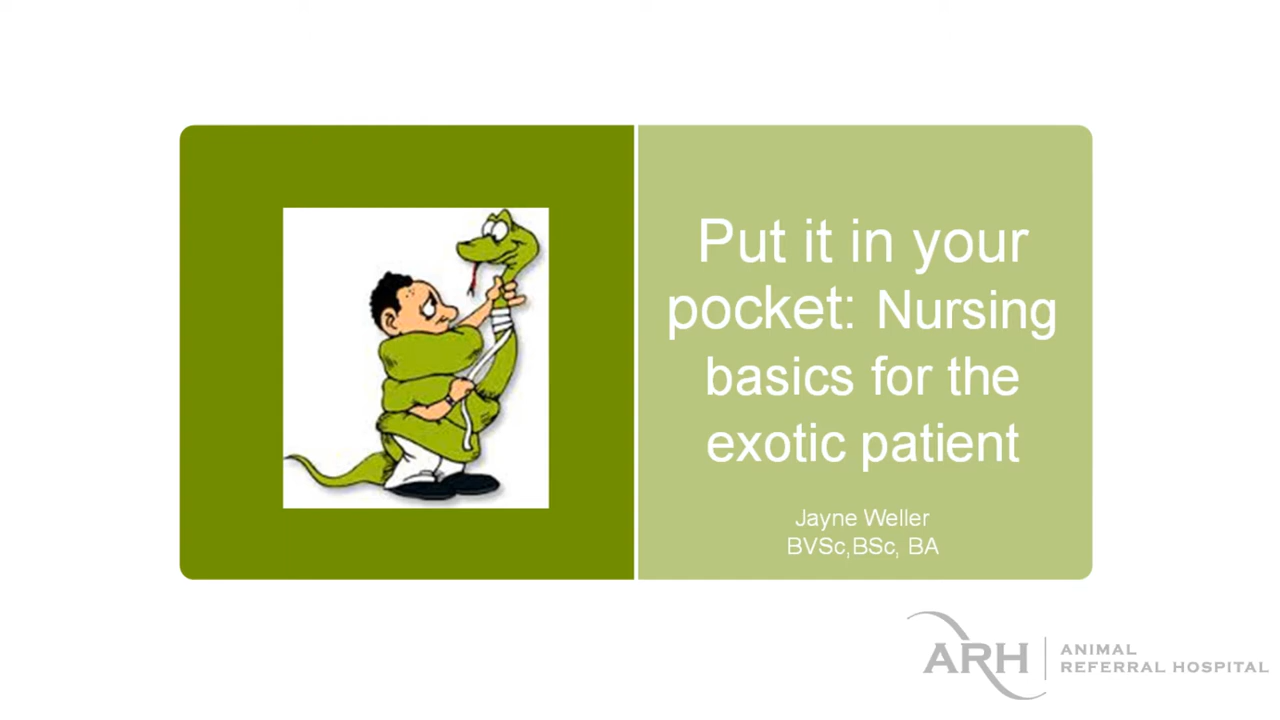 Put it in your
pocket: Nursing
basics for the
exotic patient
Jayne Weller
BVSc,BSc, BA
ARH
ANIMAL
REFERRAL HOSPITAL